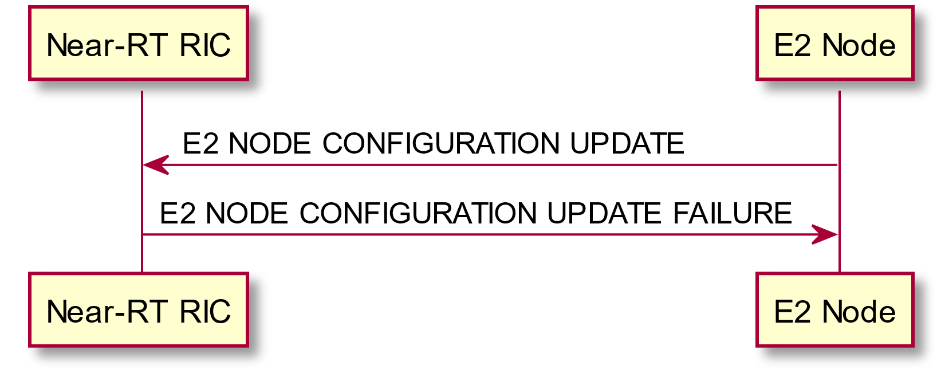 Near-RT RIC
E2 Node
E2 NODE CONFIGURATION UPDATE
E2 NODE CONFIGURATION UPDATE FAILURE
Near-RT RIC
E2 Node